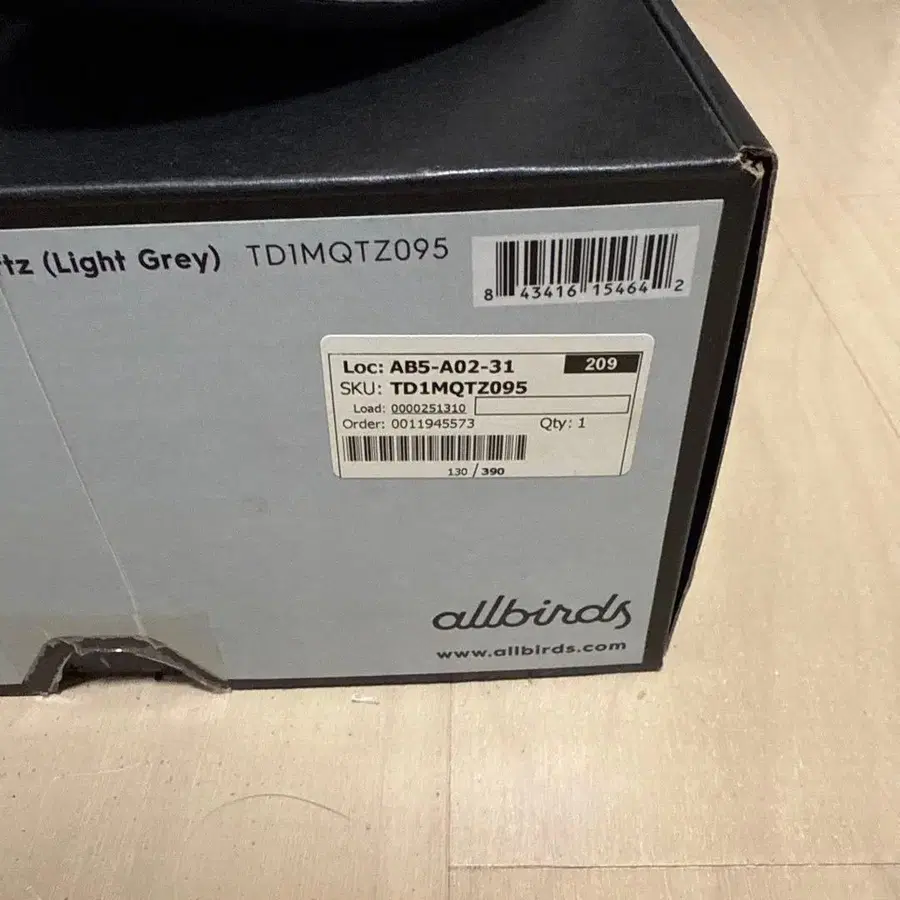 tz (Light Grey) TD1MQTZ095
8 43416 15464 2
Loc: AB5-A02-31 209
SKU: TD1MQTZ095
Load: 0000251310
Order: 0011945573 Qty: 1
130 / 390
allbirds
www.allbirds.com